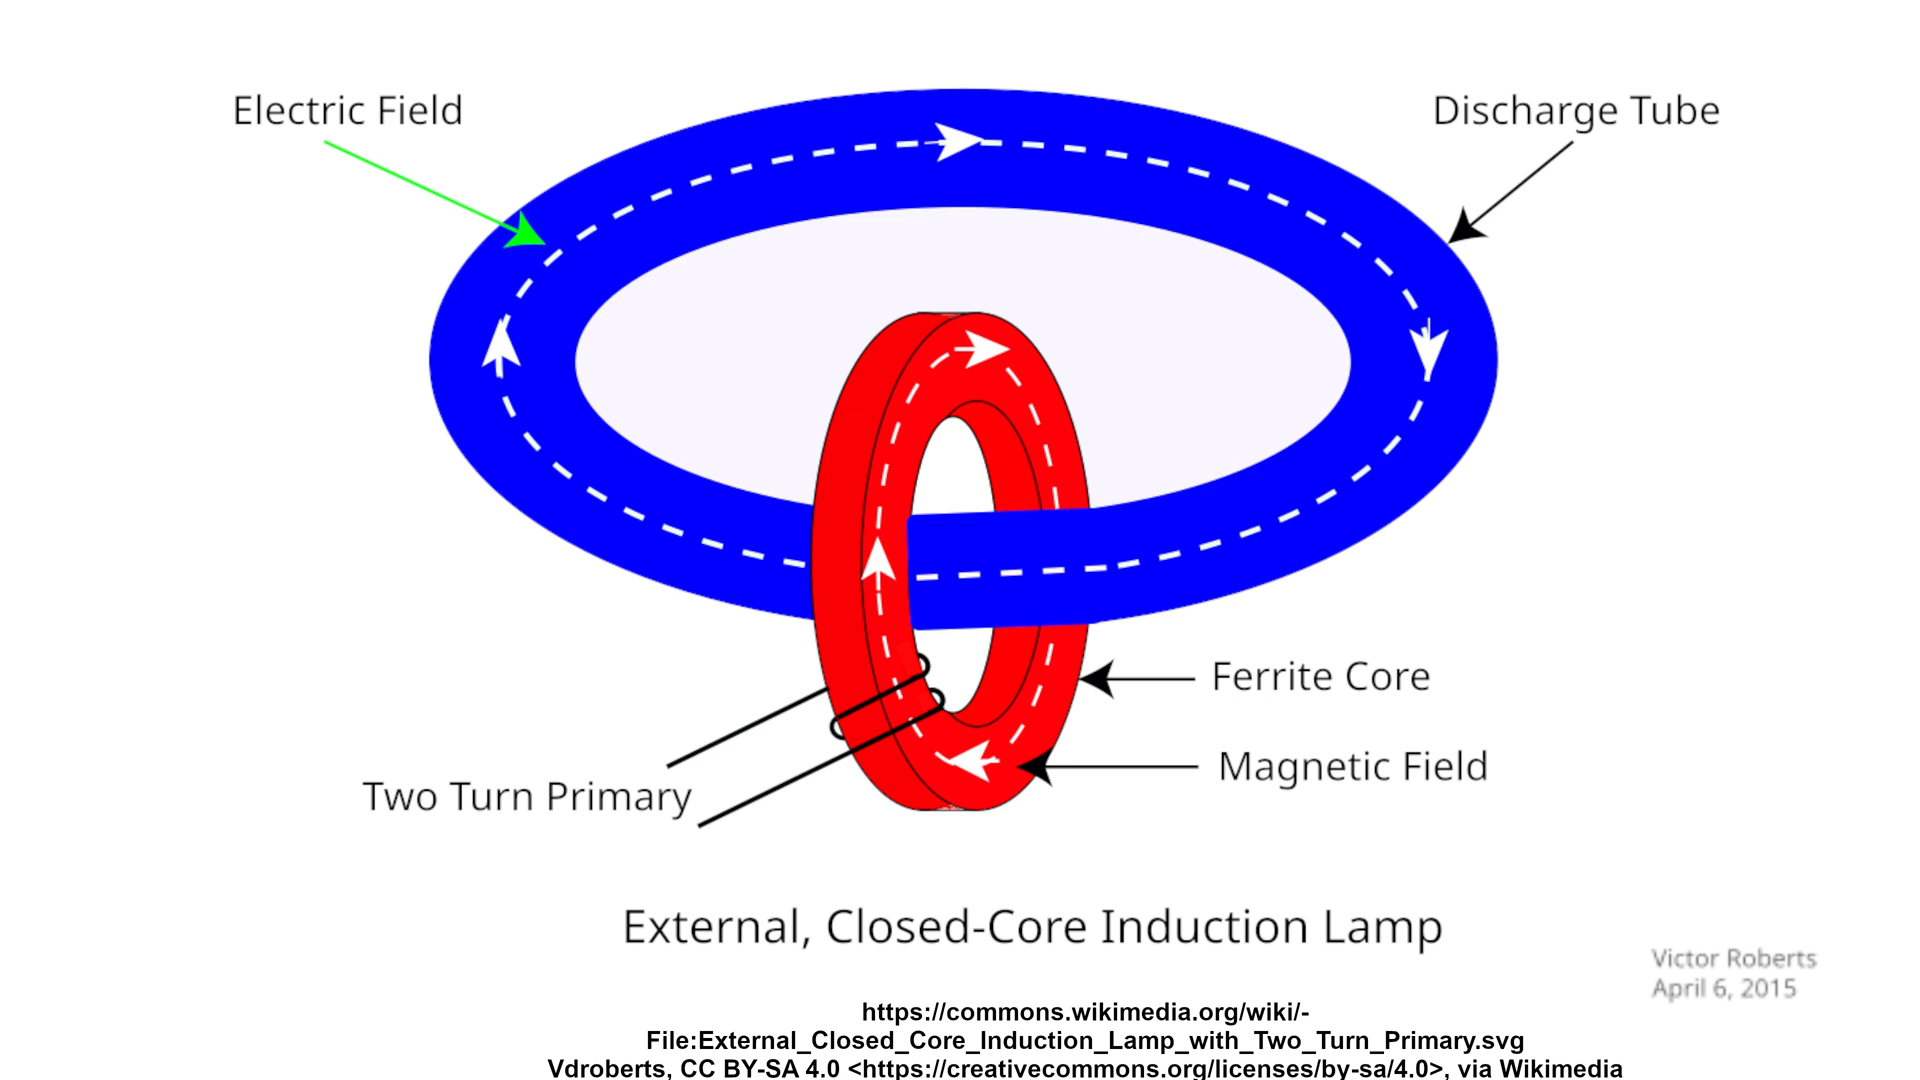 Electric Field
Discharge Tube
Ferrite Core
Magnetic Field
Two Turn Primary
External, Closed-Core Induction Lamp
Victor Roberts
April 6, 2015
https://commons.wikimedia.org/wiki/-
File:External_Closed_Core_Induction_Lamp_with_Two_Turn_Primary.svg
Vdroberts, CC BY-SA 4.0 <https://creativecommons.org/licenses/by-sa/4.0>, via Wikimedia